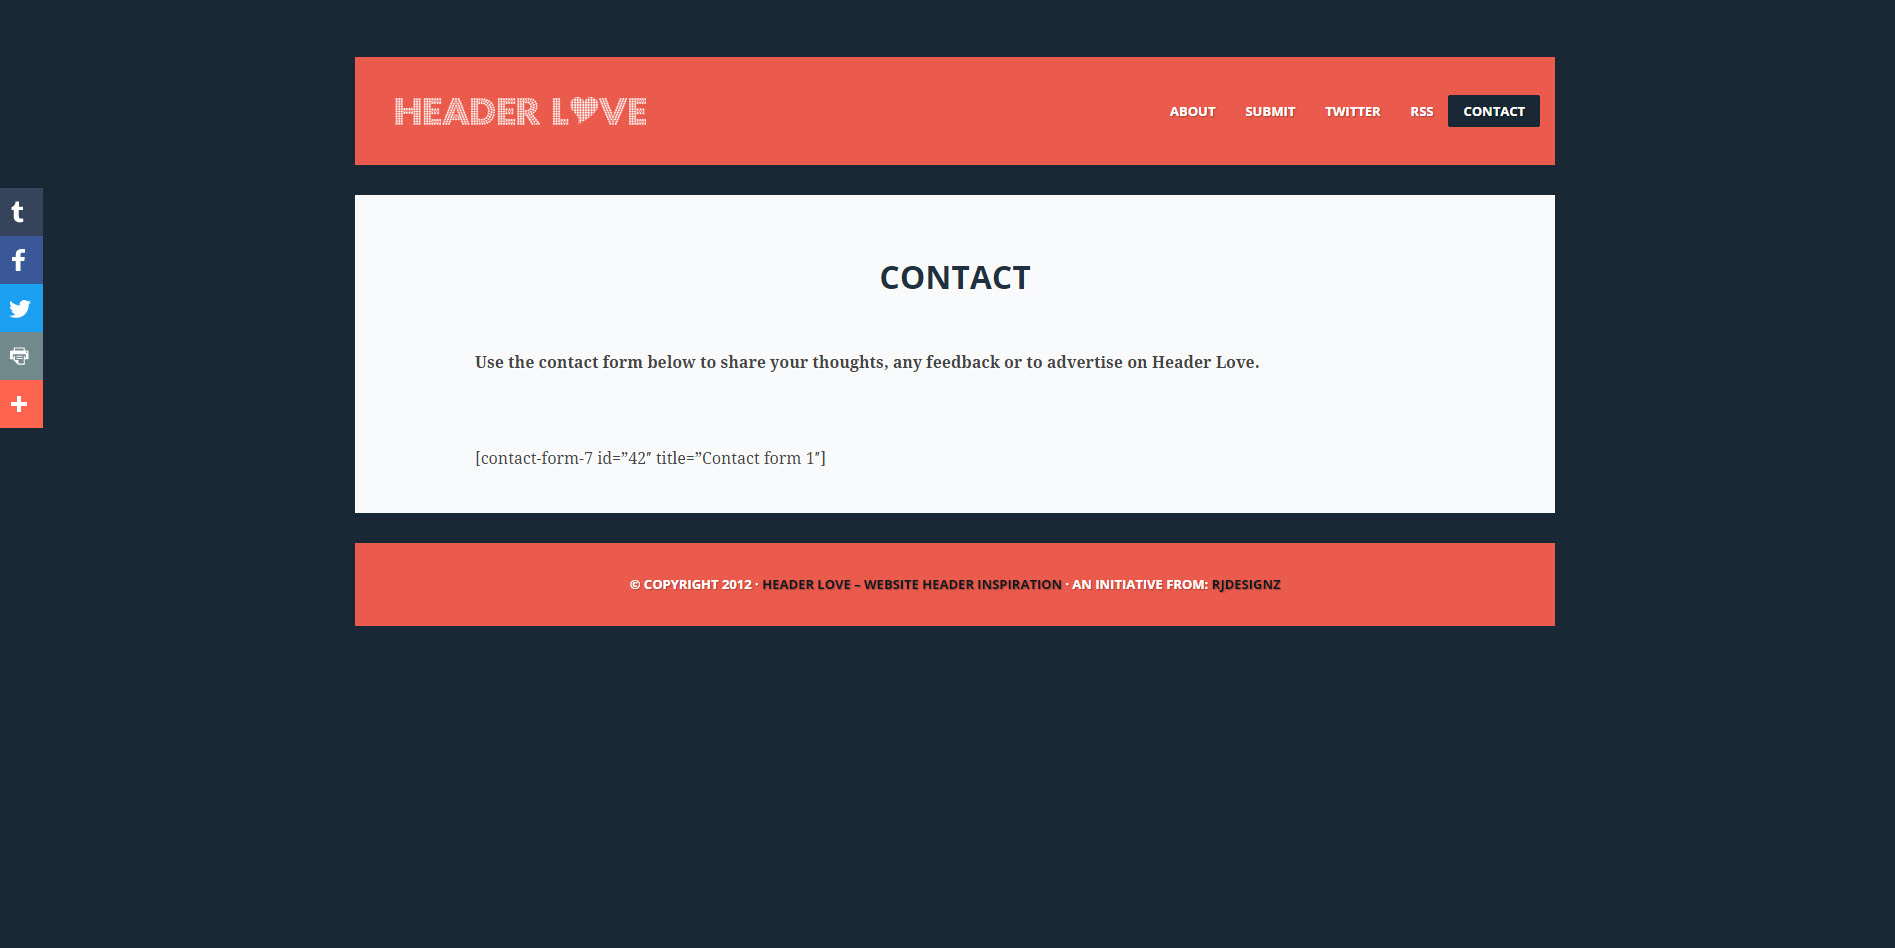 HEADER LOVE
ABOUT SUBMIT TWITTER RSS CONTACT
CONTACT
Use the contact form below to share your thoughts, any feedback or to advertise on Header Love.
[contact-form-7 id=”42″ title=”Contact form 1″]
© COPYRIGHT 2012 · HEADER LOVE – WEBSITE HEADER INSPIRATION · AN INITIATIVE FROM: RJDESIGNZ